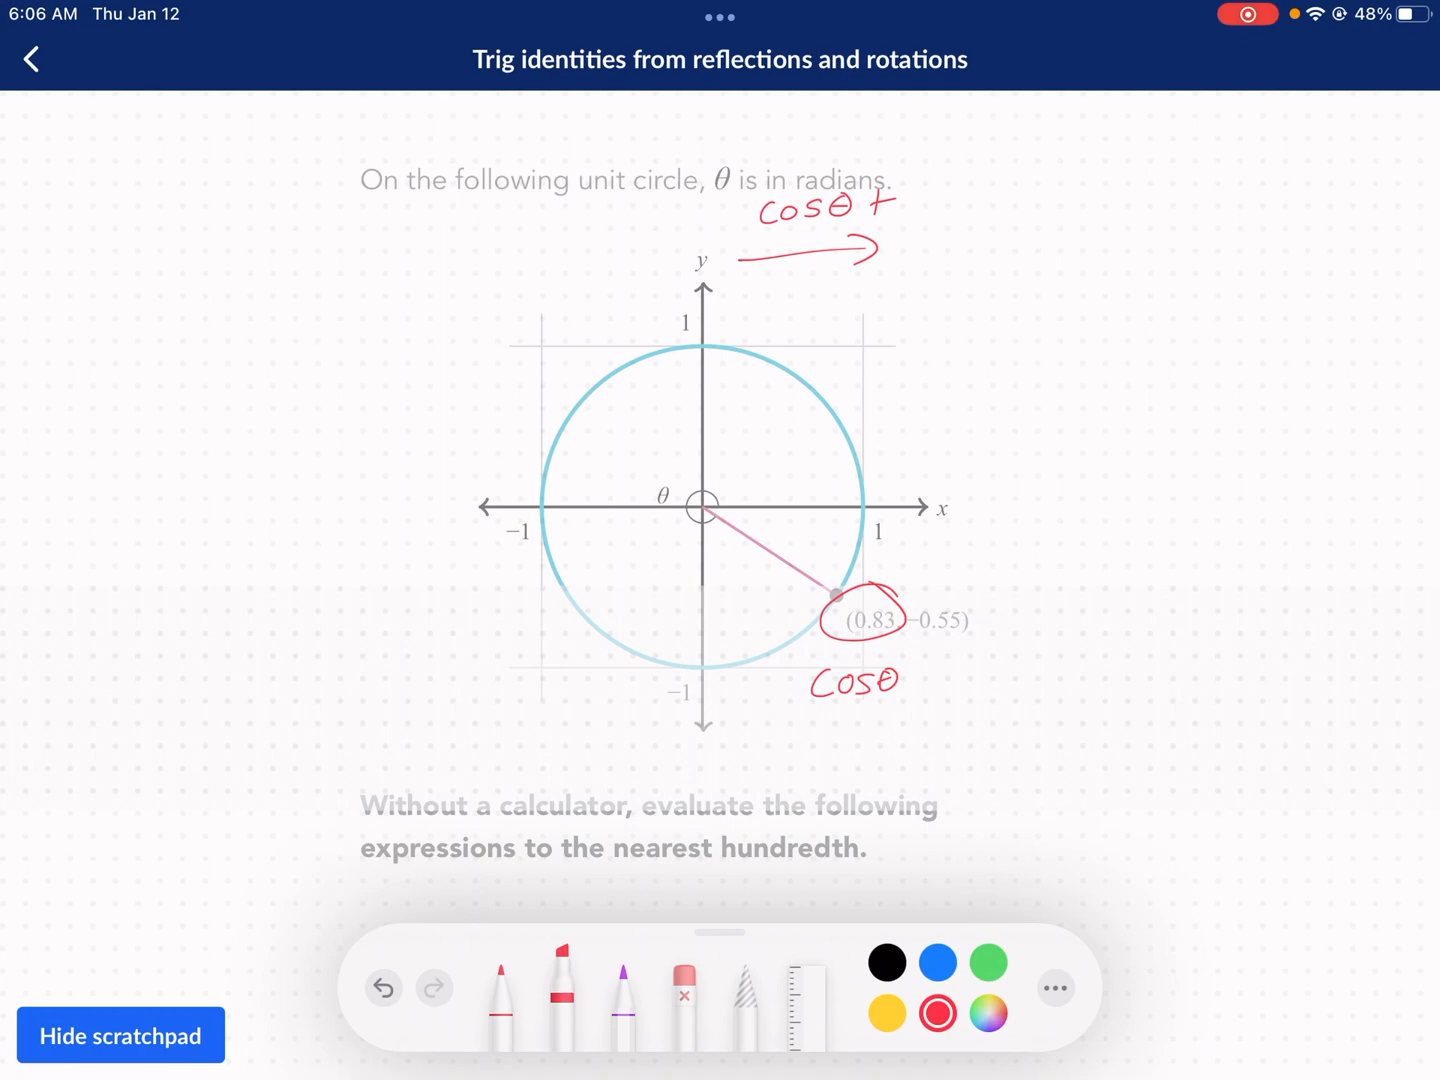 6:06 AM Thu Jan 12
48%
Trig identities from reflections and rotations
On the following unit circle, θ is in radians.
cosθ +
y
1
θ
x
−1
1
(0.83, −0.55)
cosθ
−1
Without a calculator, evaluate the following
expressions to the nearest hundredth.
Hide scratchpad